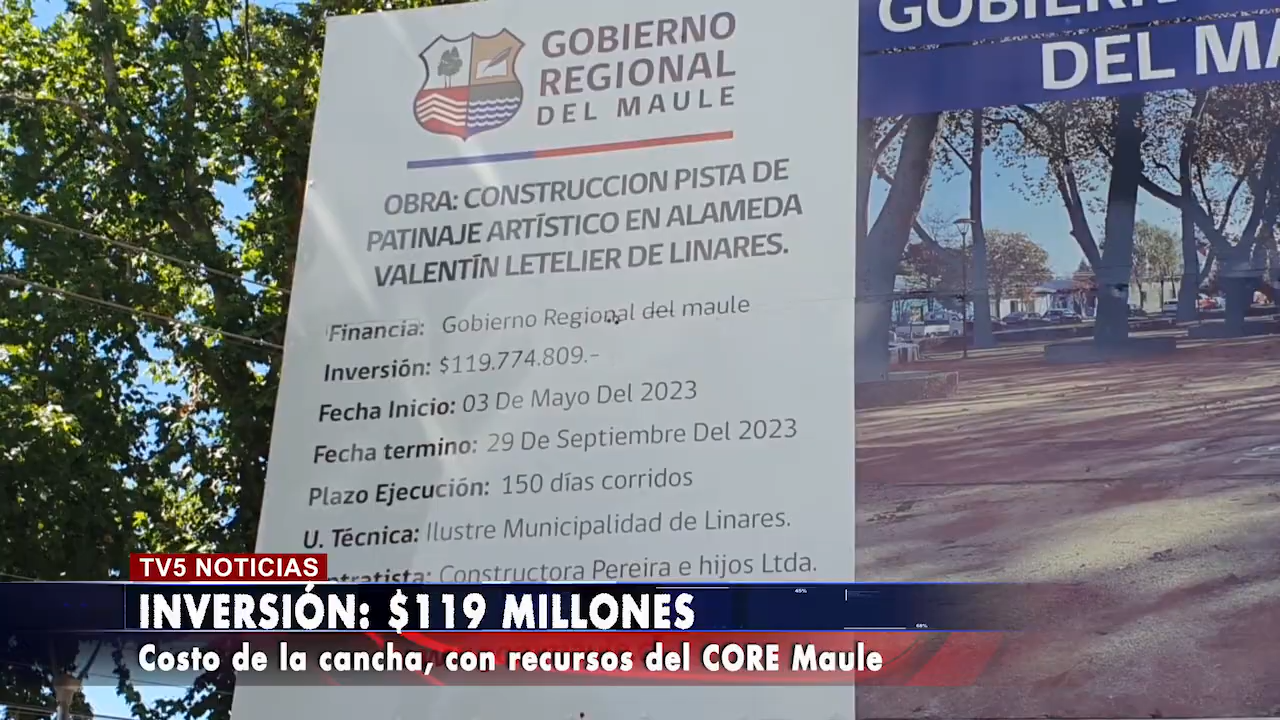 GOBIERNO
REGIONAL
DEL MAULE
OBRA: CONSTRUCCION PISTA DE
PATINAJE ARTÍSTICO EN ALAMEDA
VALENTÍN LETELIER DE LINARES.
Financia: Gobierno Regional del maule
Inversión: $119.774.809.-
Fecha Inicio: 03 De Mayo Del 2023
Fecha termino: 29 De Septiembre Del 2023
Plazo Ejecución: 150 días corridos
U. Técnica: Ilustre Municipalidad de Linares.
Constructora Pereira e hijos Ltda.
DEL
TV5 NOTICIAS
INVERSIÓN: $119 MILLONES
Costo de la cancha, con recursos del CORE Maule